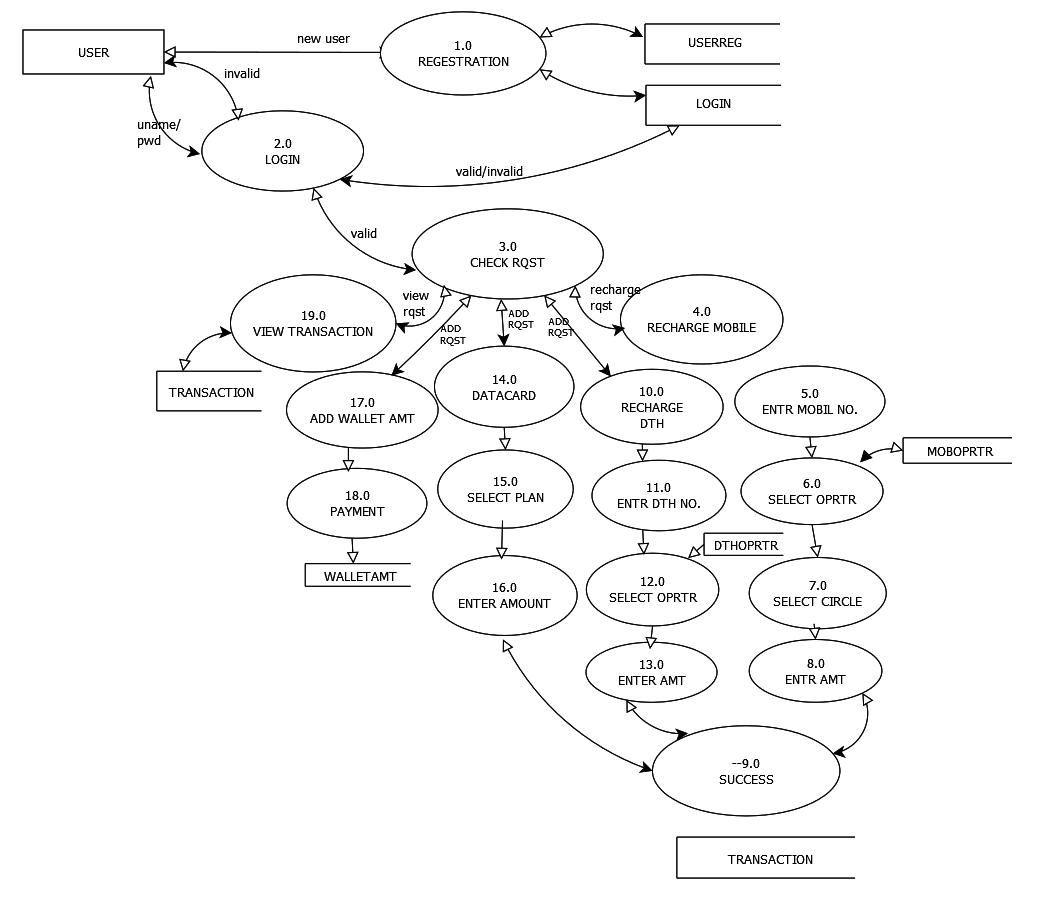 USER
new user
1.0
REGESTRATION
USERREG
LOGIN
invalid
uname/
pwd
2.0
LOGIN
valid/invalid
valid
3.0
CHECK RQST
view
rqst
ADD
RQST
ADD
RQST
ADD
RQST
recharge
rqst
19.0
VIEW TRANSACTION
4.0
RECHARGE MOBILE
TRANSACTION
17.0
ADD WALLET AMT
14.0
DATACARD
10.0
RECHARGE
DTH
5.0
ENTR MOBIL NO.
MOBOPRTR
18.0
PAYMENT
15.0
SELECT PLAN
11.0
ENTR DTH NO.
6.0
SELECT OPRTR
DTHOPRTR
WALLETAMT
16.0
ENTER AMOUNT
12.0
SELECT OPRTR
7.0
SELECT CIRCLE
13.0
ENTER AMT
8.0
ENTR AMT
--9.0
SUCCESS
TRANSACTION